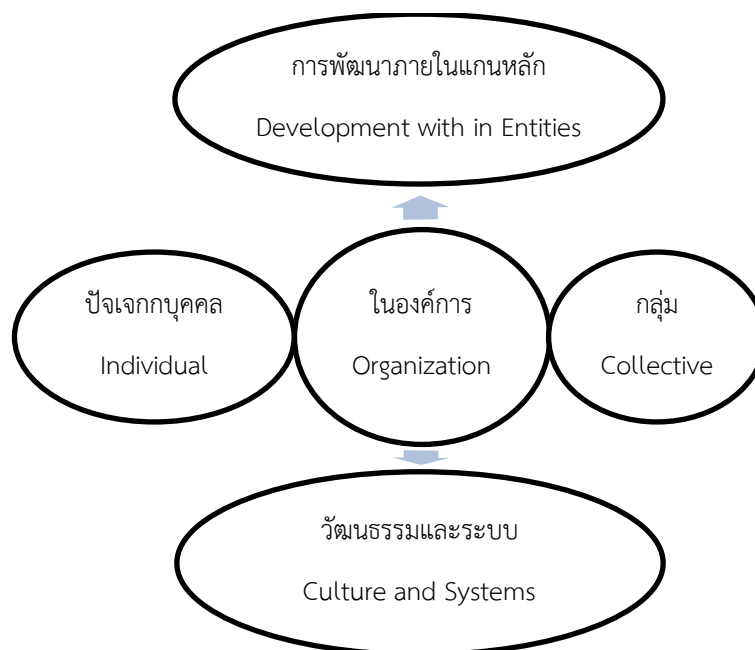 การพัฒนาภายในแกนหลัก
Development with in Entities
ปัจเจกกบุคคล
Individual
ในองค์การ
Organization
กลุ่ม
Collective
วัฒนธรรมและระบบ
Culture and Systems